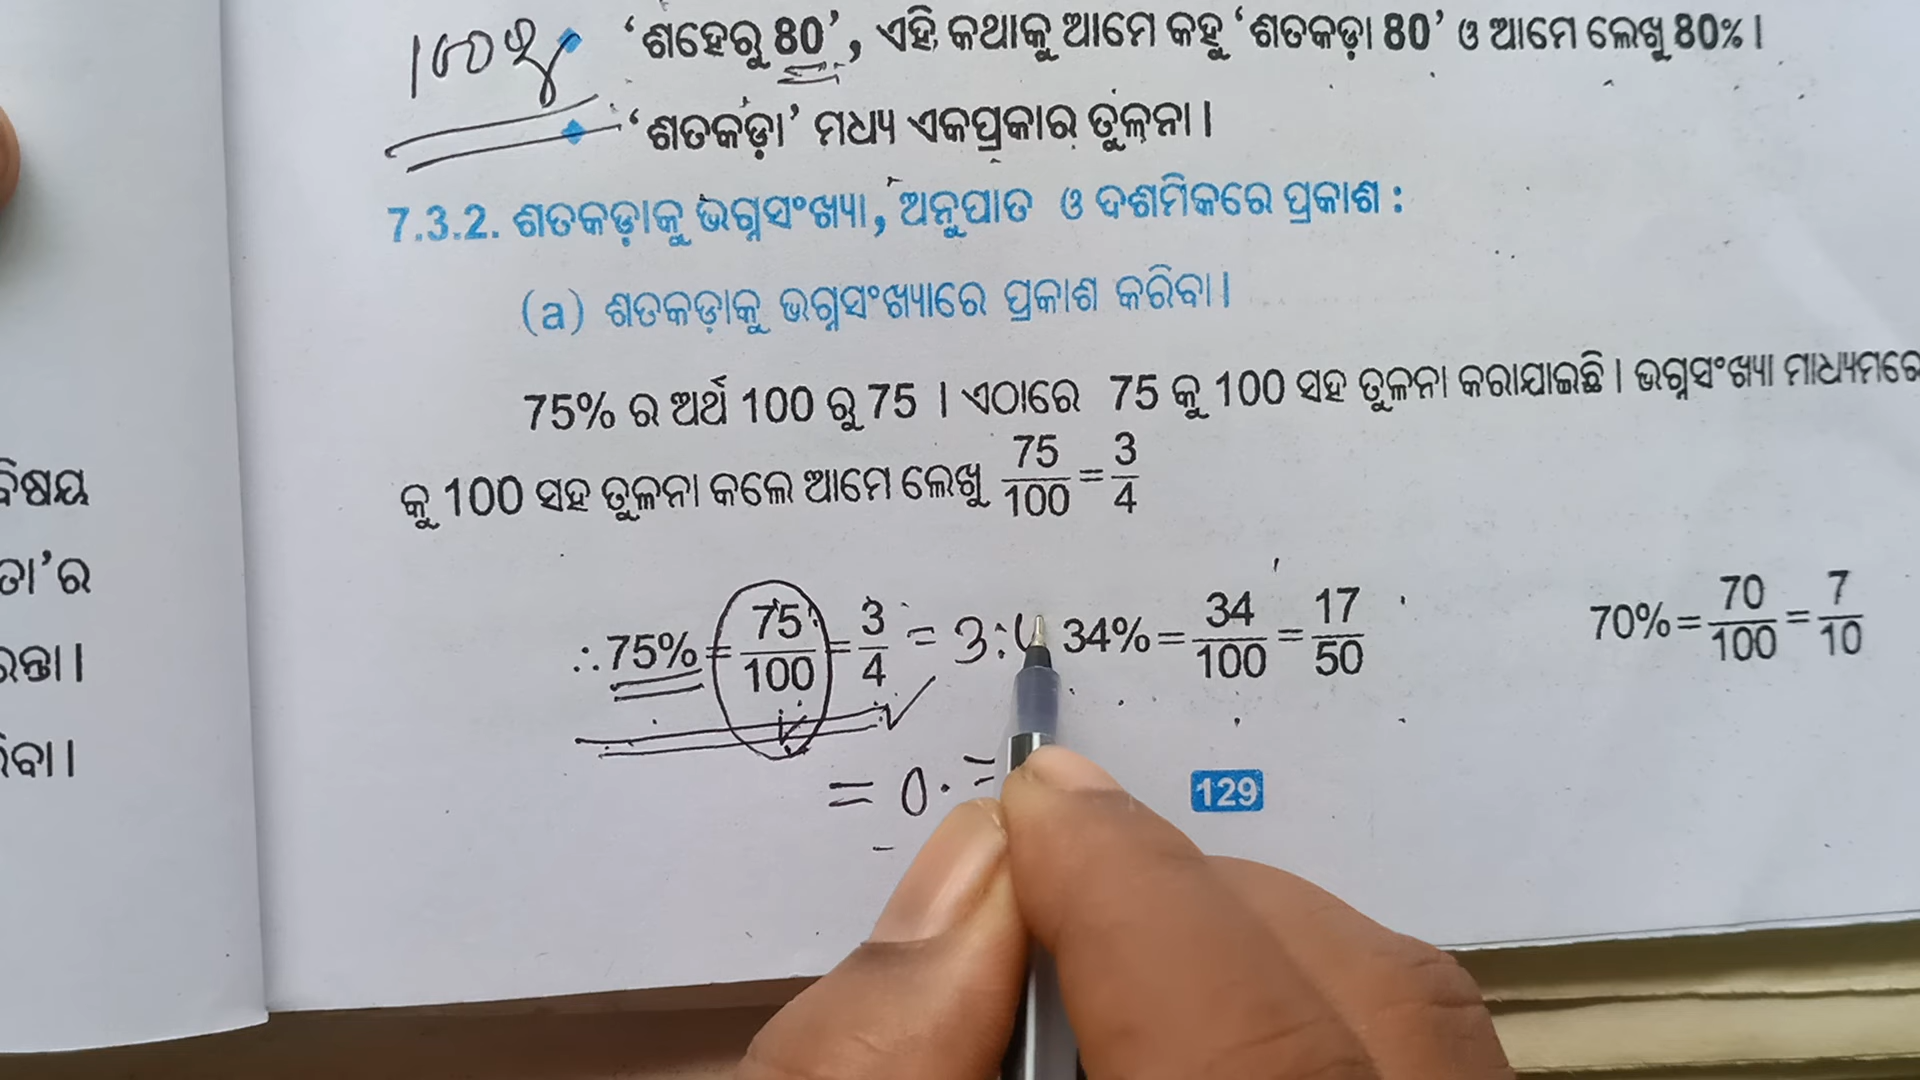 ‘ଶହେରୁ 80’, ଏହି କଥାକୁ ଆମେ କହୁ ‘ଶତକଡ଼ା 80’ ଓ ଆମେ ଲେଖୁ 80% ।
‘ଶତକଡ଼ା’ ମଧ୍ୟ ଏକପ୍ରକାର ତୁଳନା ।
7.3.2. ଶତକଡ଼ାକୁ ଭଗ୍ନସଂଖ୍ୟା, ଅନୁପାତ ଓ ଦଶମିକରେ ପ୍ରକାଶ :
(a) ଶତକଡ଼ାକୁ ଭଗ୍ନସଂଖ୍ୟାରେ ପ୍ରକାଶ କରିବା ।
75% ର ଅର୍ଥ 100 ରୁ 75 । ଏଠାରେ 75 କୁ 100 ସହ ତୁଳନା କରାଯାଇଛି । ଭଗ୍ନସଂଖ୍ୟା ମାଧ୍ୟମରେ
କୁ 100 ସହ ତୁଳନା କଲେ ଆମେ ଲେଖୁ 75/100 = 3/4
∴ 75% = 75/100 = 3/4 = 3:4 34% = 34/100 = 17/50 70% = 70/100 = 7/10
= 0.
129
ବିଷୟ
ତା’ର
ରନ୍ତା ।
ରିବା ।